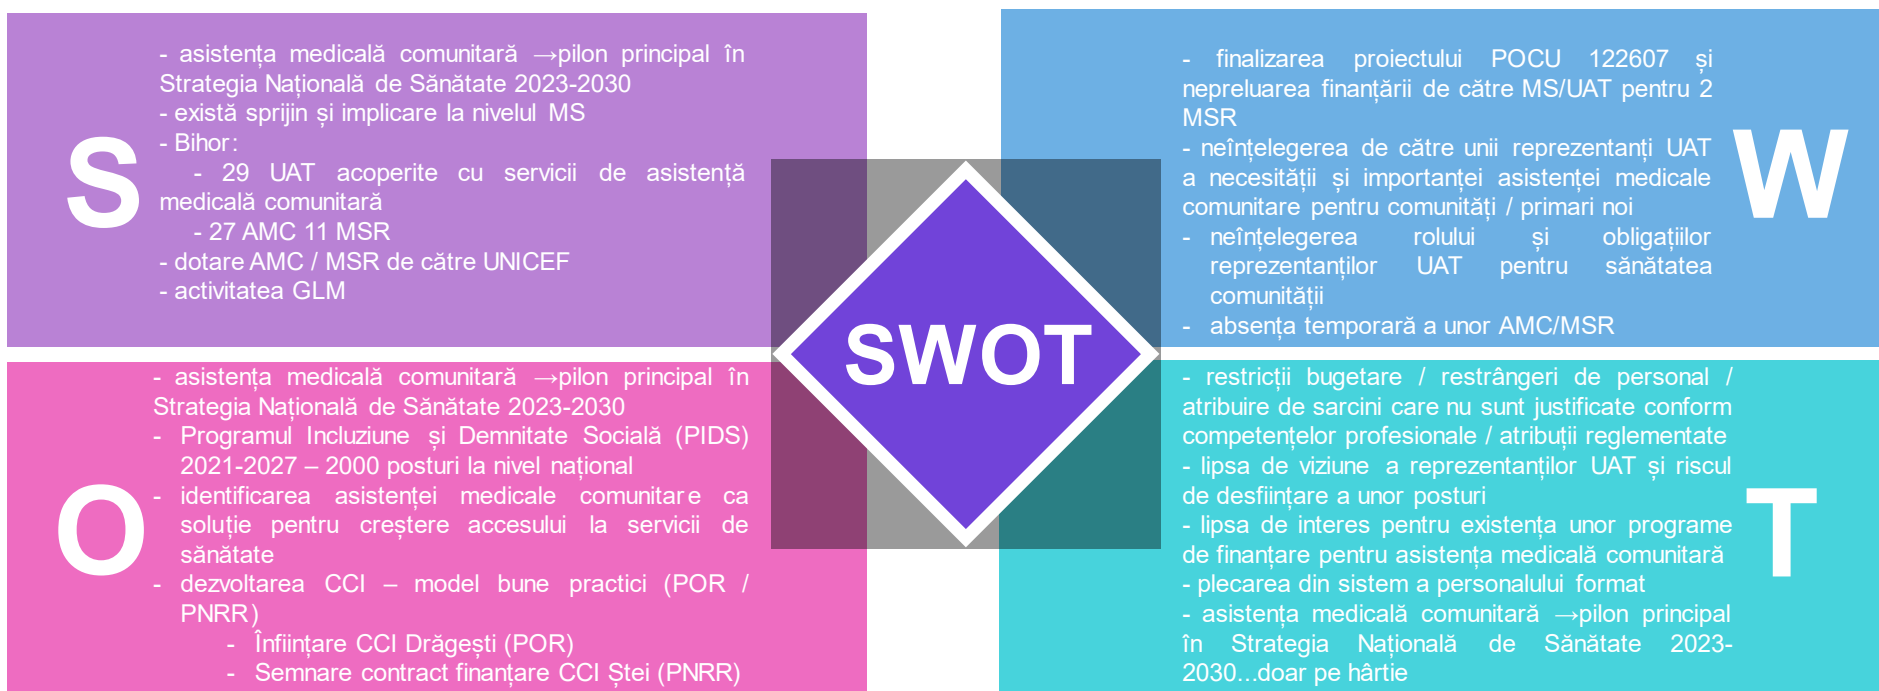 S
- asistența medicală comunitară →pilon principal în
Strategia Națională de Sănătate 2023-2030
- există sprijin și implicare la nivelul MS
- Bihor:
- 29 UAT acoperite cu servicii de asistență
medicală comunitară
- 27 AMC 11 MSR
- dotare AMC / MSR de către UNICEF
- activitatea GLM
- finalizarea proiectului POCU 122607 și
nepreluarea finanțării de către MS/UAT pentru 2
MSR
- neînțelegerea de către unii reprezentanți UAT
a necesității și importanței asistenței medicale
comunitare pentru comunități / primari noi
- neînțelegerea rolului și obligațiilor
reprezentanților UAT pentru sănătatea
comunității
- absența temporară a unor AMC/MSR
W
SWOT
O
- asistența medicală comunitară →pilon principal în
Strategia Națională de Sănătate 2023-2030
- Programul Incluziune și Demnitate Socială (PIDS)
2021-2027 – 2000 posturi la nivel național
- identificarea asistenței medicale comunitare ca
soluție pentru creștere accesului la servicii de
sănătate
- dezvoltarea CCI – model bune practici (POR /
PNRR)
- Înființare CCI Drăgești (POR)
- Semnare contract finanțare CCI Ștei (PNRR)
- restricții bugetare / restrângeri de personal /
atribuire de sarcini care nu sunt justificate conform
competențelor profesionale / atribuții reglementate
- lipsa de viziune a reprezentanților UAT și riscul
de desființare a unor posturi
- lipsa de interes pentru existența unor programe
de finanțare pentru asistența medicală comunitară
- plecarea din sistem a personalului format
- asistența medicală comunitară →pilon principal
în Strategia Națională de Sănătate 2023-
2030...doar pe hârtie
T